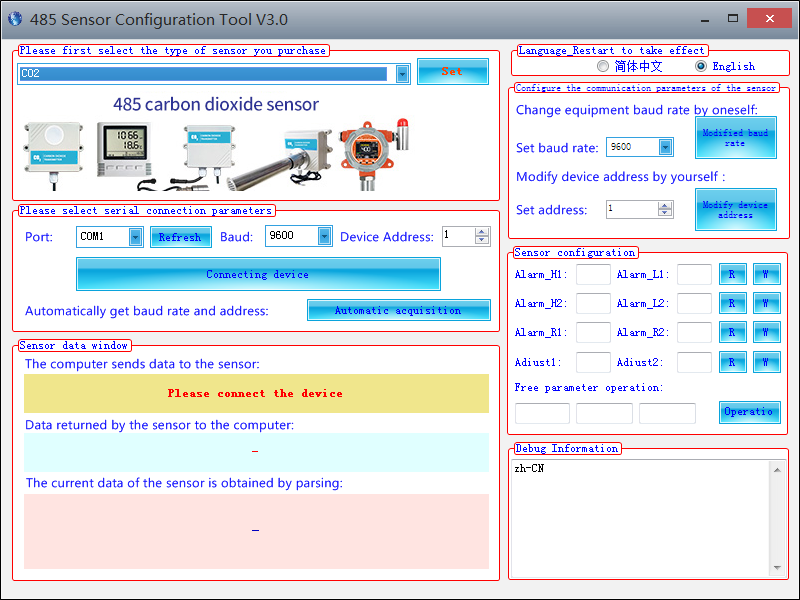 485 Sensor Configuration Tool V3.0
Please first select the type of sensor you purchase
CO2
Set
485 carbon dioxide sensor
1066
18.6
Please select serial connection parameters
Port:
COM1
Refresh
Baud:
9600
Device Address:
1
Connecting device
Automatically get baud rate and address:
Automatic acquisition
Sensor data window
The computer sends data to the sensor:
Please connect the device
Data returned by the sensor to the computer:
—
The current data of the sensor is obtained by parsing:
—
Language_Restart to take effect
简体中文
English
Configure the communication parameters of the sensor
Change equipment baud rate by oneself:
Set baud rate:
9600
Modified baud
rate
Modify device address by yourself :
Set address:
1
Modify device
address
Sensor configuration
Alarm_H1:
Alarm_L1:
R
W
Alarm_H2:
Alarm_L2:
R
W
Alarm_R1:
Alarm_R2:
R
W
Adiust1:
Adiust2:
R
W
Free parameter operation:
Operatio
Debug Information
zh-CN